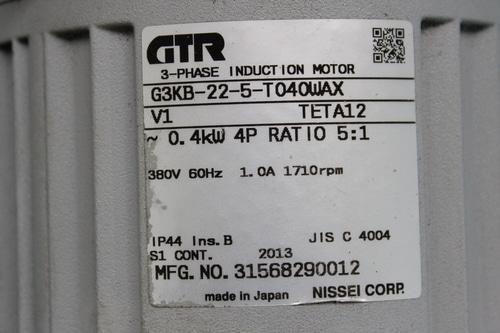 GTR
3-PHASE INDUCTION MOTOR
G3KB-22-5-T040WAX
V1 TETA12
~ 0.4kW 4P RATIO 5:1
380V 60Hz 1.0A 1710rpm
IP44 Ins.B JIS C 4004
S1 CONT. 2013
MFG.NO.31568290012
made in Japan NISSEI CORP.